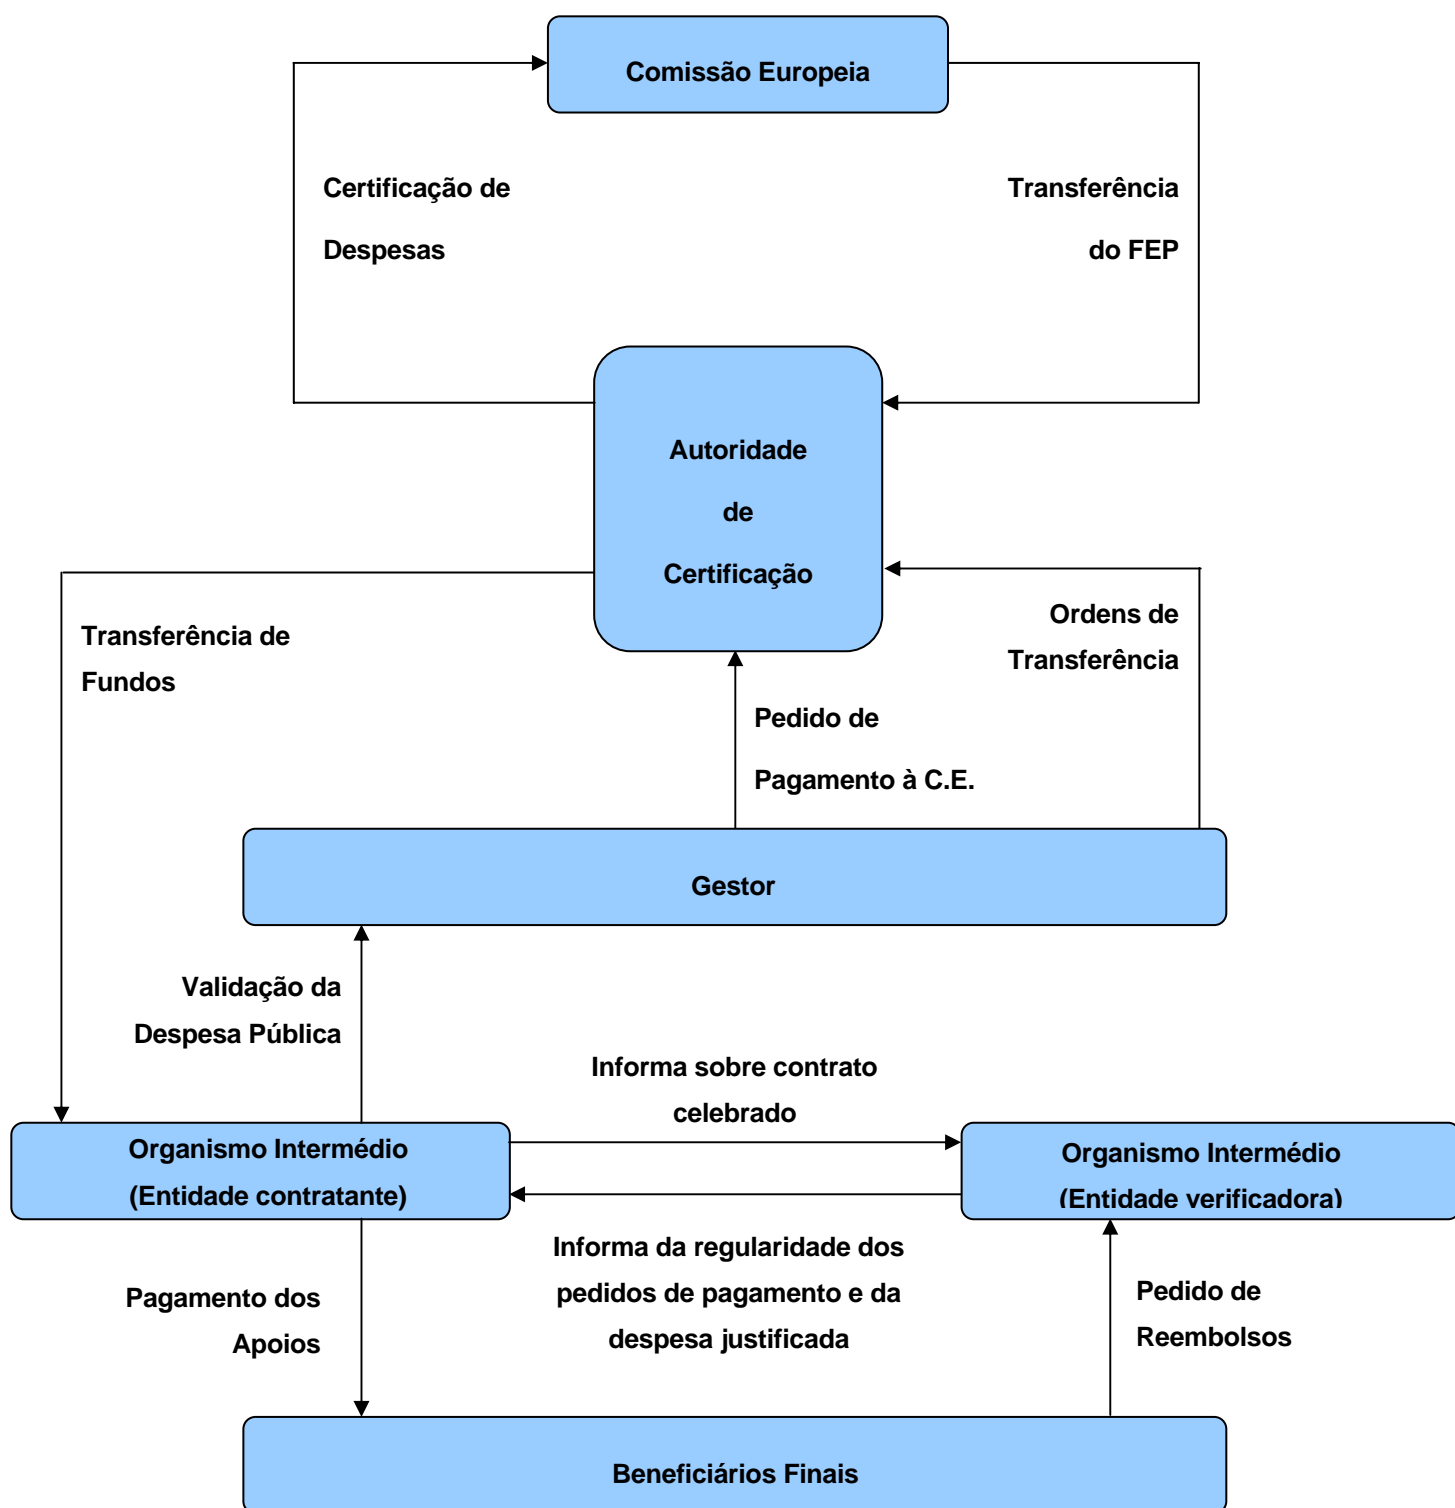 Comissão Europeia
Certificação de
Despesas
Transferência
do FEP
Autoridade
de
Certificação
Transferência de
Fundos
Ordens de
Transferência
Pedido de
Pagamento à C.E.
Gestor
Validação da
Despesa Pública
Informa sobre contrato
celebrado
Organismo Intermédio
(Entidade contratante)
Organismo Intermédio
(Entidade verificadora)
Informa da regularidade dos
pedidos de pagamento e da
despesa justificada
Pagamento dos
Apoios
Pedido de
Reembolsos
Beneficiários Finais